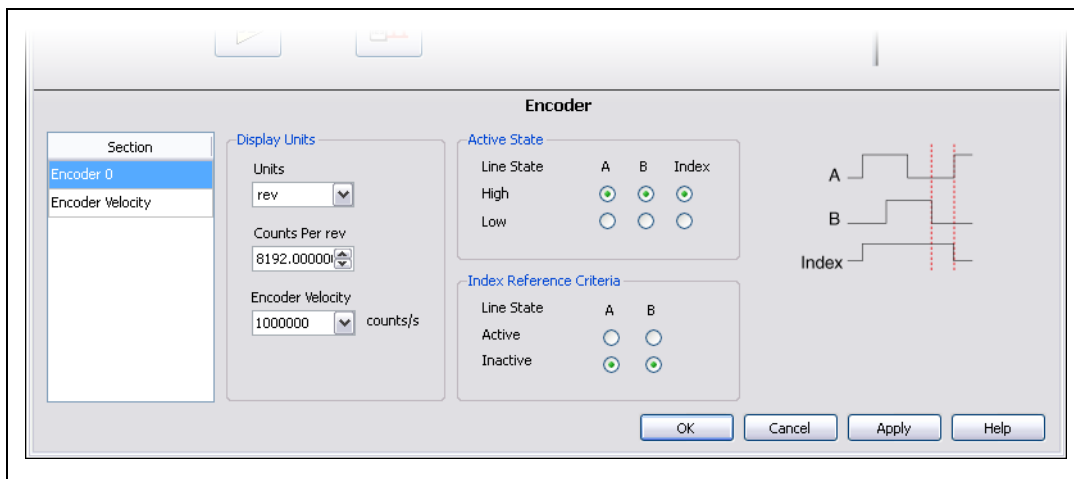 Encoder
Section
Encoder 0
Encoder Velocity
Display Units
Units
rev
Counts Per rev
8192.00000
Encoder Velocity
1000000 counts/s
Active State
Line State A B Index
High
Low
Index Reference Criteria
Line State A B
Active
Inactive
A
B
Index
OK Cancel Apply Help